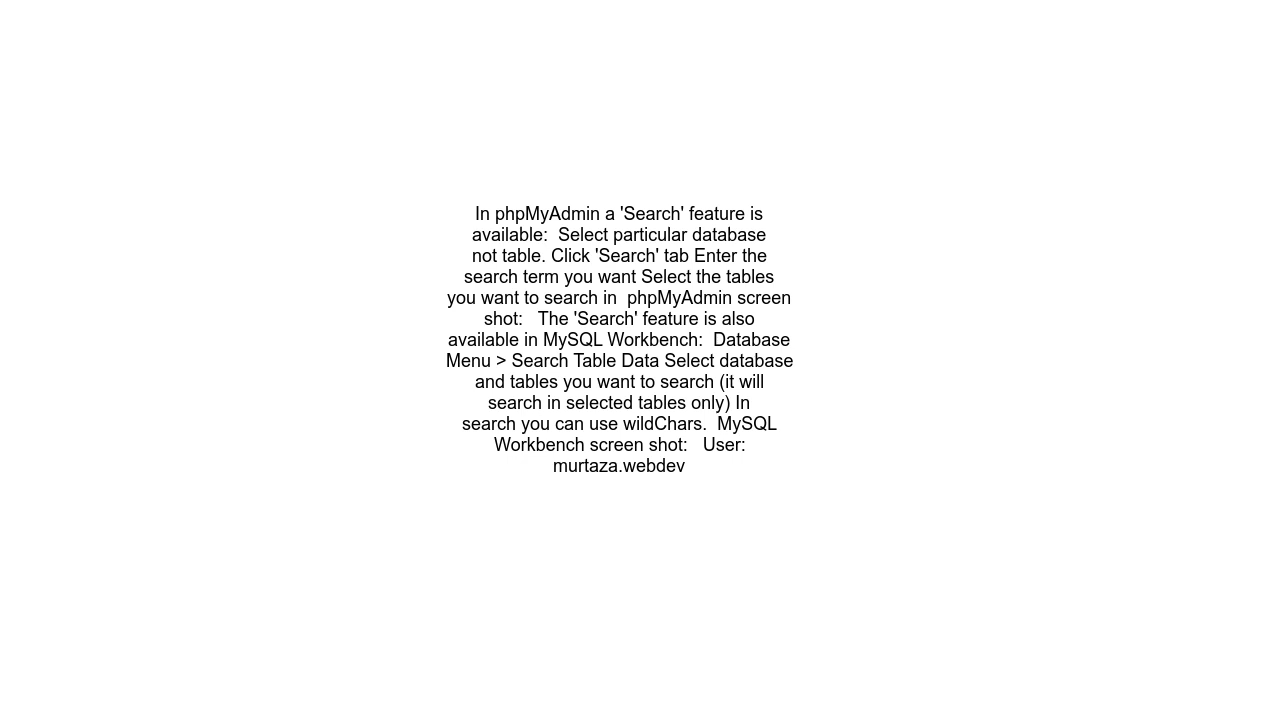 In phpMyAdmin a 'Search' feature is
available:  Select particular database
not table. Click 'Search' tab Enter the
search term you want Select the tables
you want to search in  phpMyAdmin screen
shot:   The 'Search' feature is also
available in MySQL Workbench:  Database
Menu > Search Table Data Select database
and tables you want to search (it will
search in selected tables only) In
search you can use wildChars.  MySQL
Workbench screen shot:   User:
murtaza.webdev